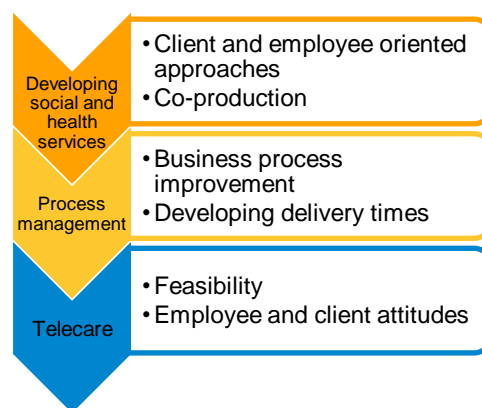 Developing
social and
health
services
• Client and employee oriented
approaches
• Co-production
Process
management
• Business process
improvement
• Developing delivery times
Telecare
• Feasibility
• Employee and client attitudes